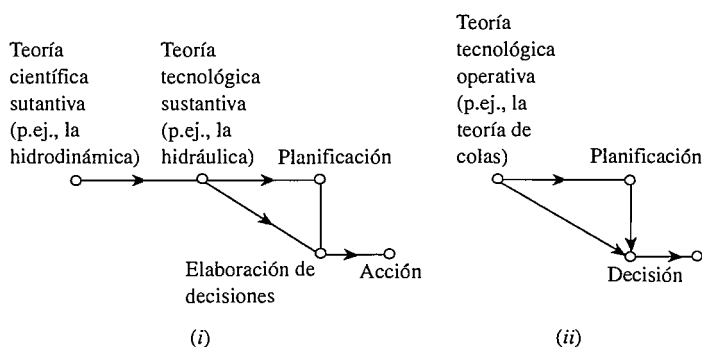 Teoría
científica
sutantiva
(p.ej., la
hidrodinámica)
Teoría
tecnológica
sustantiva
(p.ej., la
hidráulica)
Planificación
Elaboración de
decisiones
Acción
(i)
Teoría
tecnológica
operativa
(p.ej., la
teoría de
colas)
Planificación
Decisión
(ii)